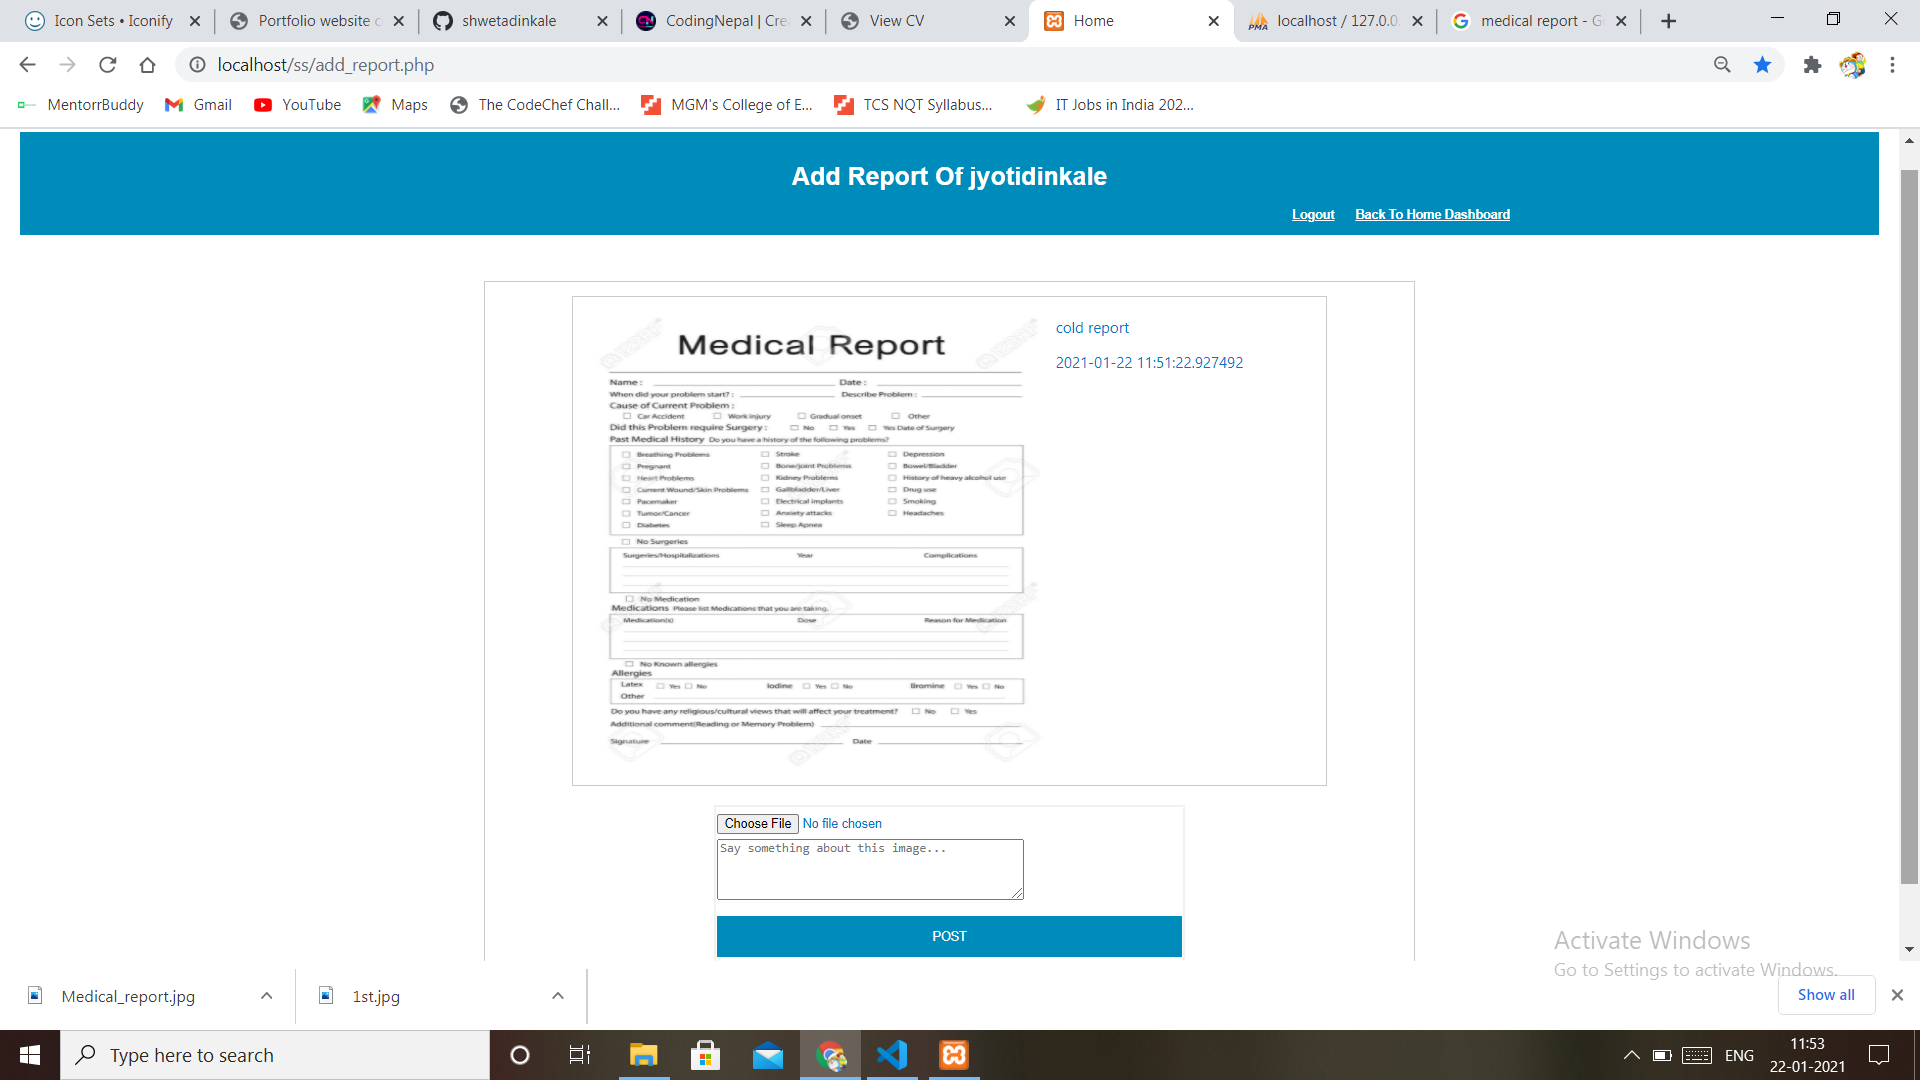 Icon Sets • Iconify
Portfolio website c
shwetadinkale
CodingNepal | Cre
View CV
Home
localhost / 127.0.0.
medical report - G
localhost/ss/add_report.php
MentorrBuddy
Gmail
YouTube
Maps
The CodeChef Chall...
MGM's College of E...
TCS NQT Syllabus...
IT Jobs in India 202...
Add Report Of jyotidinkale
Logout Back To Home Dashboard
Medical Report
cold report
2021-01-22 11:51:22.927492
Name : Date :
When did your problem start? : Describe Problem :
Cause of Current Problem :
Car Accident Work injury Gradual onset Other
Did this Problem require Surgery : No Yes Yes Date of Surgery
Past Medical History Do you have a history of the following problems?
Breathing Problems Stroke Depression
Pregnant Bone/Joint Problems Bowel/Bladder
Heart Problems Kidney Problems History of heavy alcohol use
Current Wound/Skin Problems Gallbladder/Liver Drug use
Pacemaker Electrical implants Smoking
Tumor/Cancer Anxiety attacks Headaches
Diabetes Sleep Apnea
No Surgeries
Surgeries/Hospitalizations Year Complications
No Medication
Medications Please list Medications that you are taking.
Medication(s) Dose Reason for Medication
No Known allergies
Allergies
Latex Yes No Iodine Yes No Bromine Yes No
Other
Do you have any religious/cultural views that will affect your treatment? No Yes
Additional comment(Reading or Memory Problem)
Signature Date
Choose File No file chosen
Say something about this image...
POST
Activate Windows
Go to Settings to activate Windows.
Medical_report.jpg
1st.jpg
Show all
Type here to search
ENG
11:53
22-01-2021